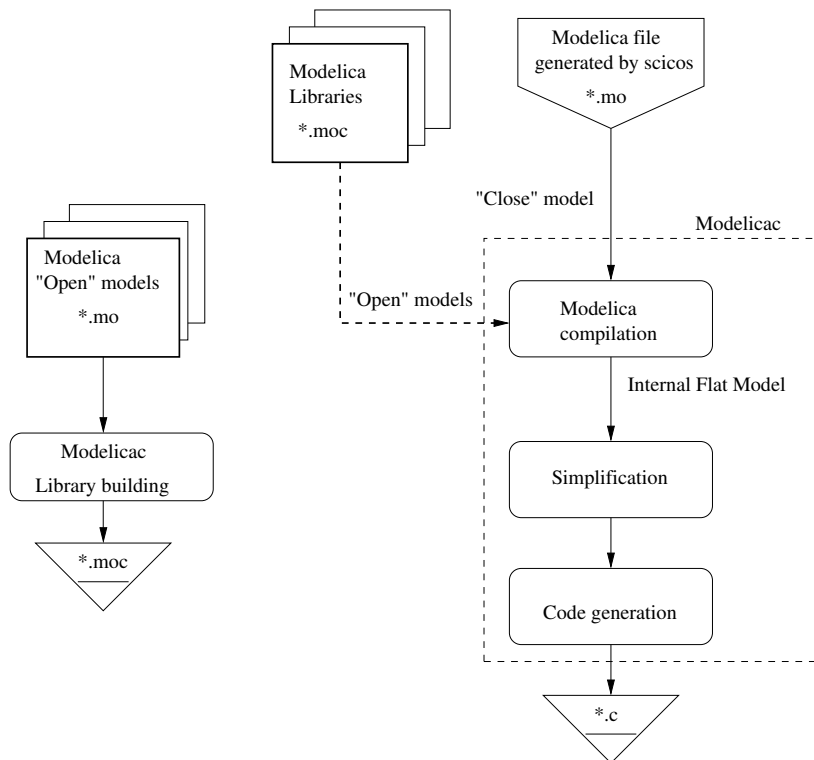 Modelica file
generated by scicos
*.mo
Modelica
Libraries
*.moc
"Close" model
Modelicac
Modelica
"Open" models
*.mo
"Open" models
Modelica
compilation
Internal Flat Model
Modelicac
Library building
Simplification
*.moc
Code generation
*.c